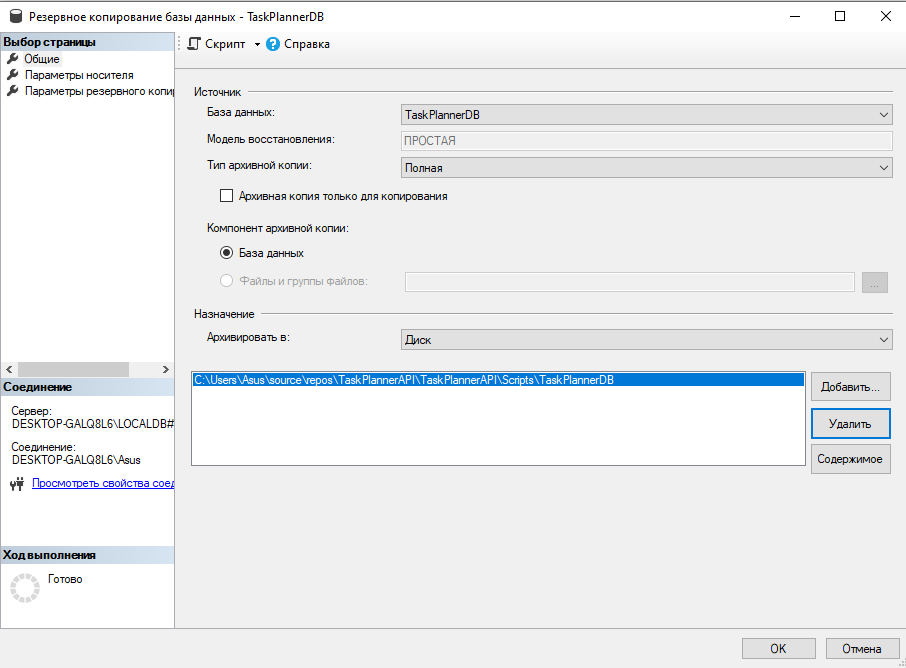 Резервное копирование базы данных - TaskPlannerDB
Выбор страницы
Общие
Параметры носителя
Параметры резервного копир
Скрипт
Справка
Источник
База данных:
TaskPlannerDB
Модель восстановления:
ПРОСТАЯ
Тип архивной копии:
Полная
Архивная копия только для копирования
Компонент архивной копии:
База данных
Файлы и группы файлов:
...
Назначение
Архивировать в:
Диск
C:\Users\Asus\source\repos\TaskPlannerAPI\TaskPlannerAPI\Scripts\TaskPlannerDB
Добавить...
Удалить
Содержимое
Соединение
Сервер:
DESKTOP-GALQ8L6\LOCALDB#
Соединение:
DESKTOP-GALQ8L6\Asus
Просмотреть свойства соед
Ход выполнения
Готово
OK
Отмена